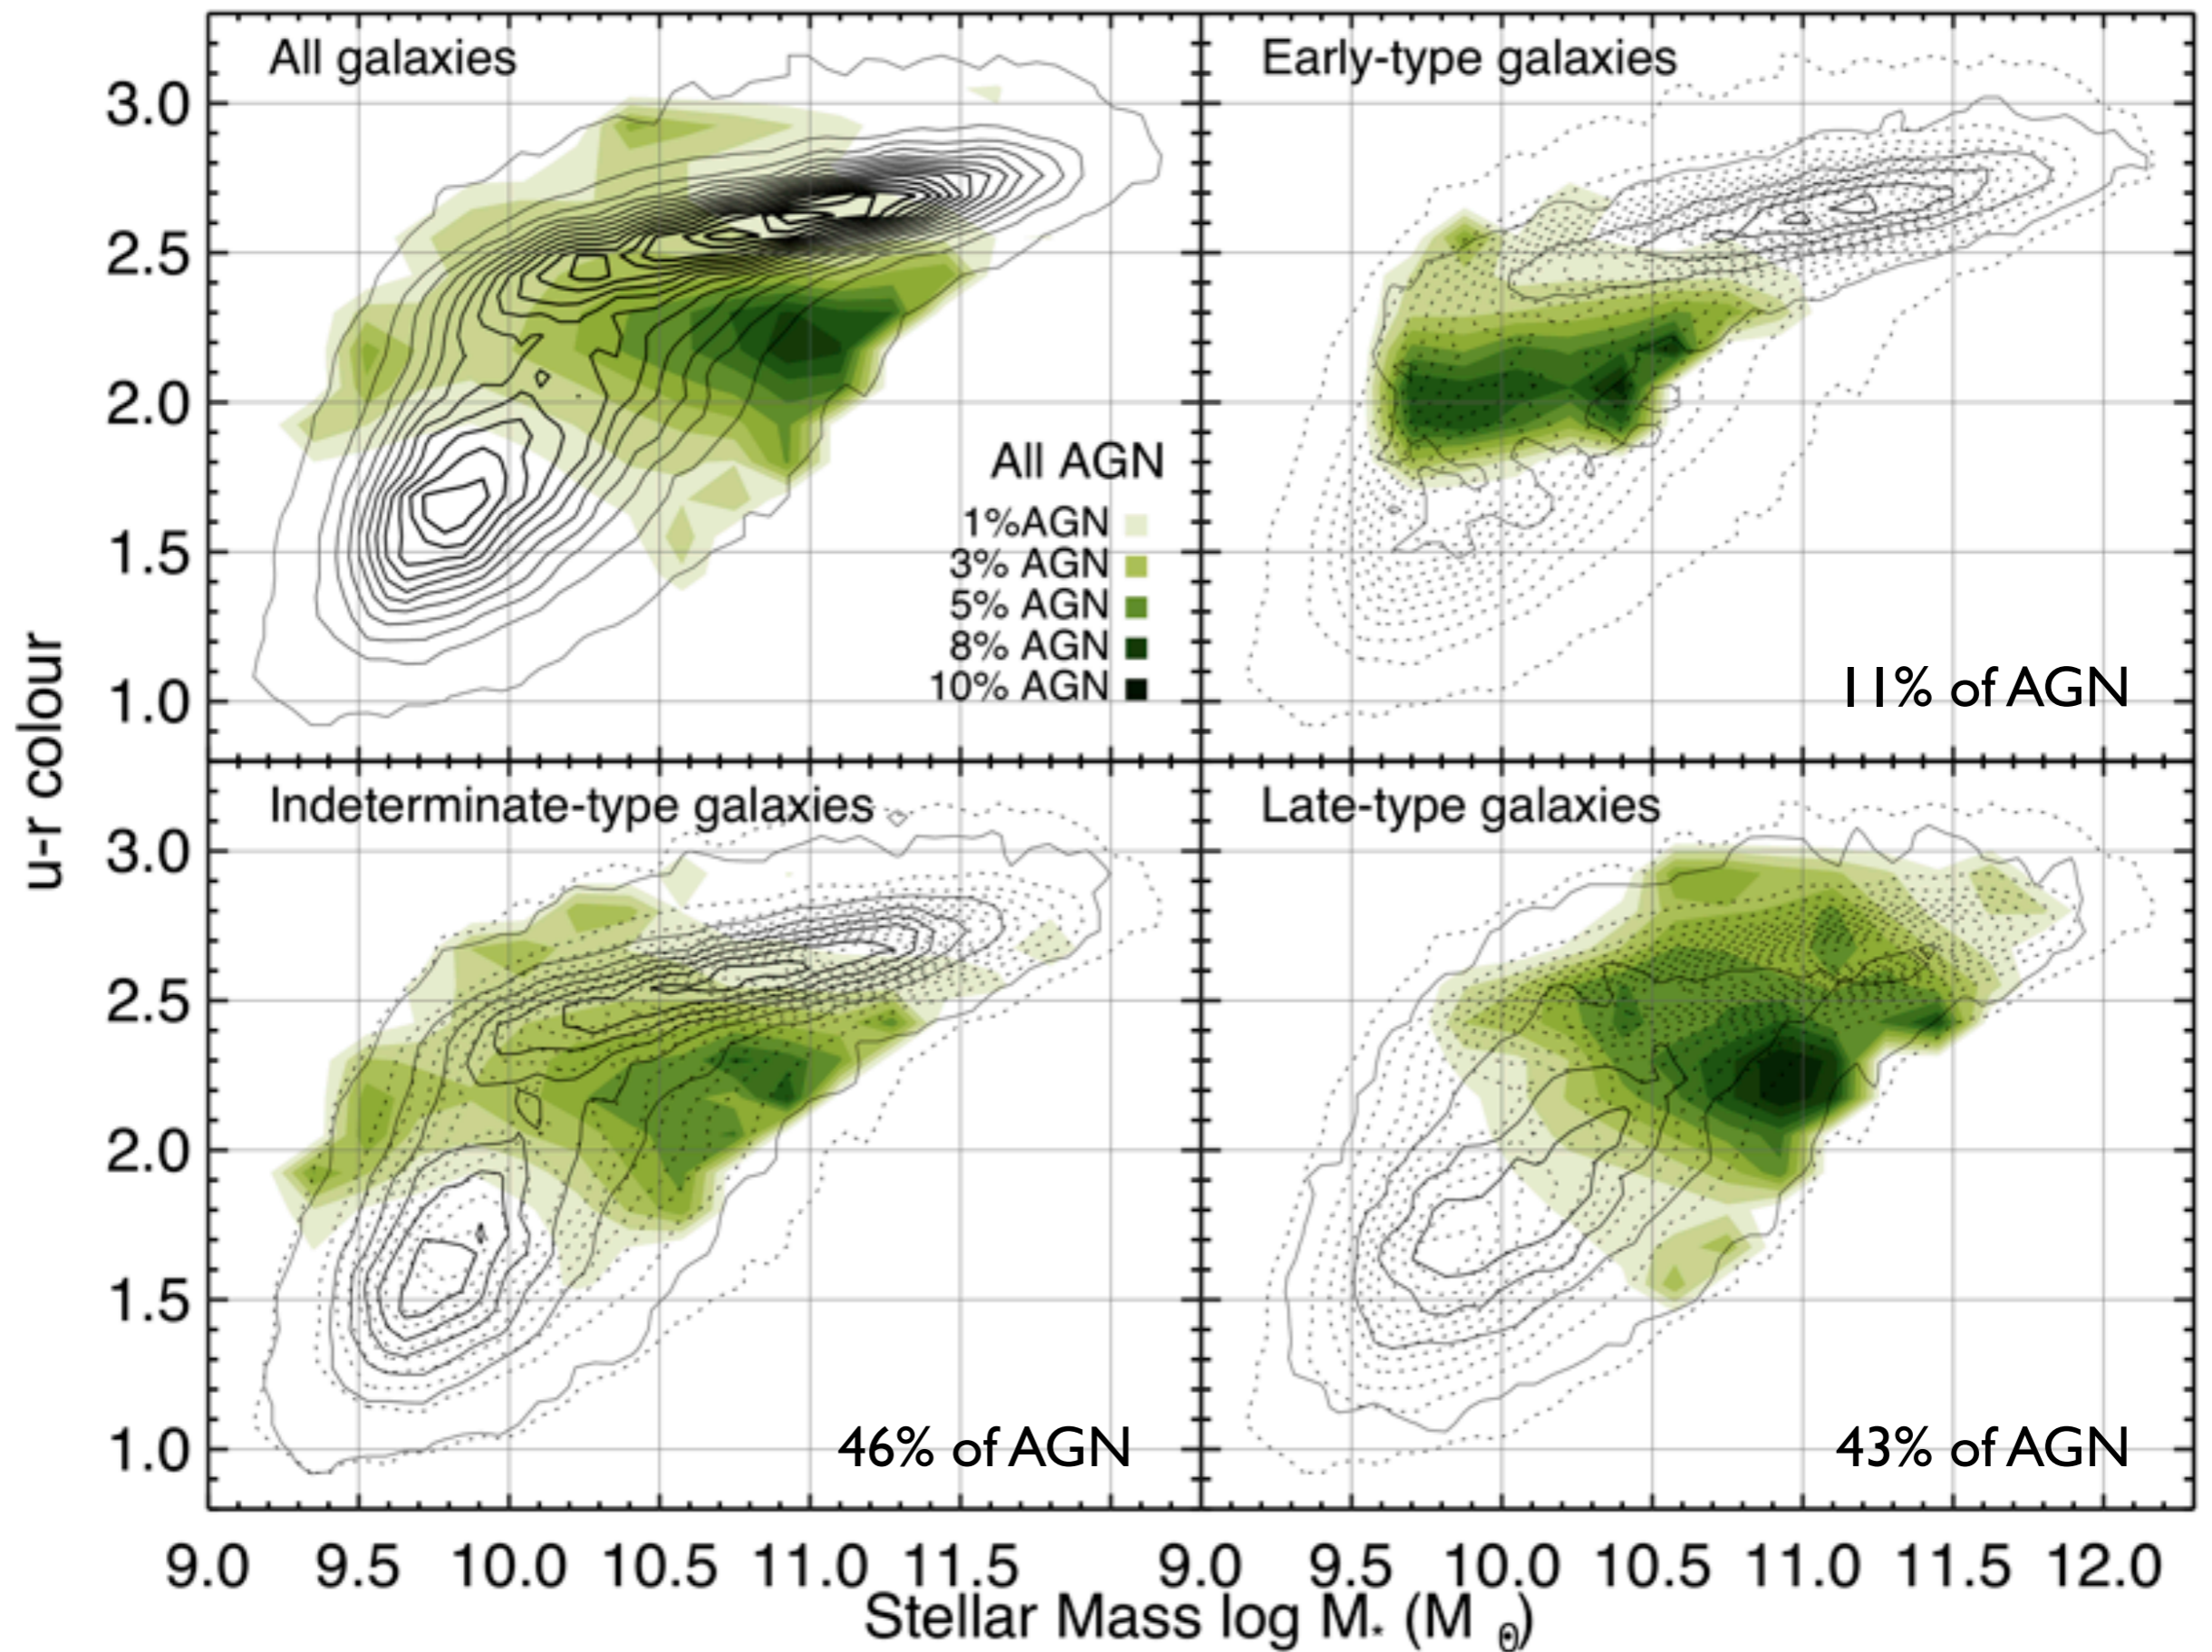 All galaxies
Early-type galaxies
3.0
2.5
2.0
1.5
1.0
All AGN
1%AGN
3% AGN
5% AGN
8% AGN
10% AGN
11% of AGN
u-r colour
Indeterminate-type galaxies
Late-type galaxies
3.0
2.5
2.0
1.5
1.0
46% of AGN
43% of AGN
9.0 9.5 10.0 10.5 11.0 11.5 9.0 9.5 10.0 10.5 11.0 11.5 12.0
Stellar Mass log M* (M θ)